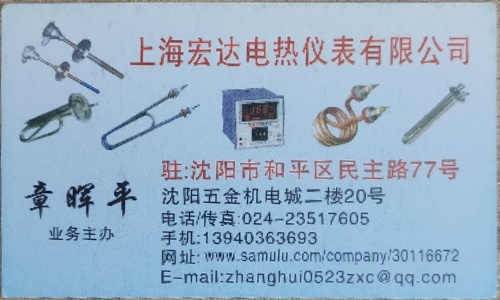 上海宏达电热仪表有限公司
驻:沈阳市和平区民主路77号
章晖平
业务主办
沈阳五金机电城二楼20号
电话/传真:024-23517605
手机:13940363693
网址: www.samulu.com/company/30116672
E-mail:zhanghui0523zxc@qq.com